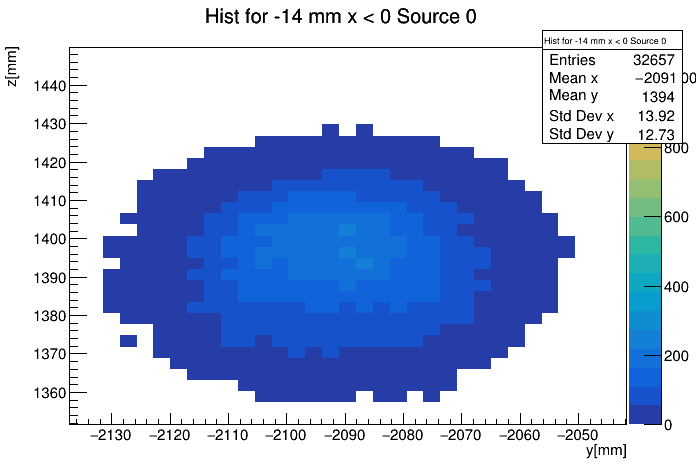 Hist for -14 mm x < 0 Source 0
z[mm]
Hist for -14 mm x < 0 Source 0
Entries 32657
Mean x −2091
Mean y 1394
Std Dev x 13.92
Std Dev y 12.73
1440
1430
1420
1410
1400
1390
1380
1370
1360
00
800
600
400
200
0
−2130 −2120 −2110 −2100 −2090 −2080 −2070 −2060 −2050
y[mm]